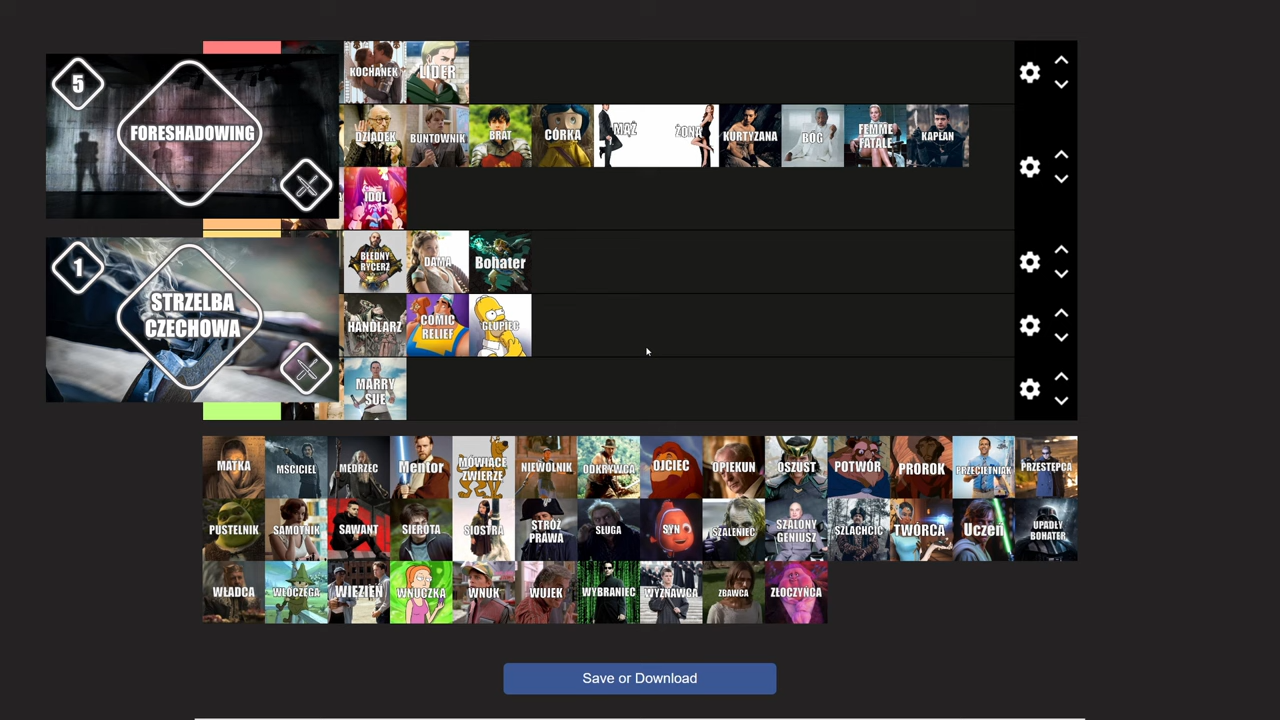 5
FORESHADOWING
KOCHANEK
LIDER
DZIADEK
BUNTOWNIK
BRAT
CÓRKA
MĄŻ
ŻONA
KURTYZANA
BÓG
FEMME
FATALE
KAPŁAN
IDOL
1
STRZELBA
CZECHOWA
BŁĘDNY
RYCERZ
DAMA
Bohater
HANDLARZ
COMIC
RELIEF
GŁUPIEC
MARRY
SUE
MATKA
MŚCICIEL
MĘDRZEC
Mentor
MÓWIĄCE
ZWIERZE
NIEWOLNIK
ODKRYWCA
OJCIEC
OPIEKUN
OSZUST
POTWÓR
PROROK
PRZECIĘTNIAK
PRZESTĘPCA
PUSTELNIK
SAMOTNIK
SAWANT
SIEROTA
SIOSTRA
STRÓŻ
PRAWA
SŁUGA
SYN
SZALENIEC
SZALONY
GENIUSZ
SZLACHCIC
TWÓRCA
Uczeń
UPADŁY
BOHATER
WŁADCA
WŁÓCZĘGA
WIĘZIEŃ
WNUCZKA
WNUK
WUJEK
WYBRANIEC
WYZNAWCA
ZBAWCA
ZŁOCZYŃCA
Save or Download